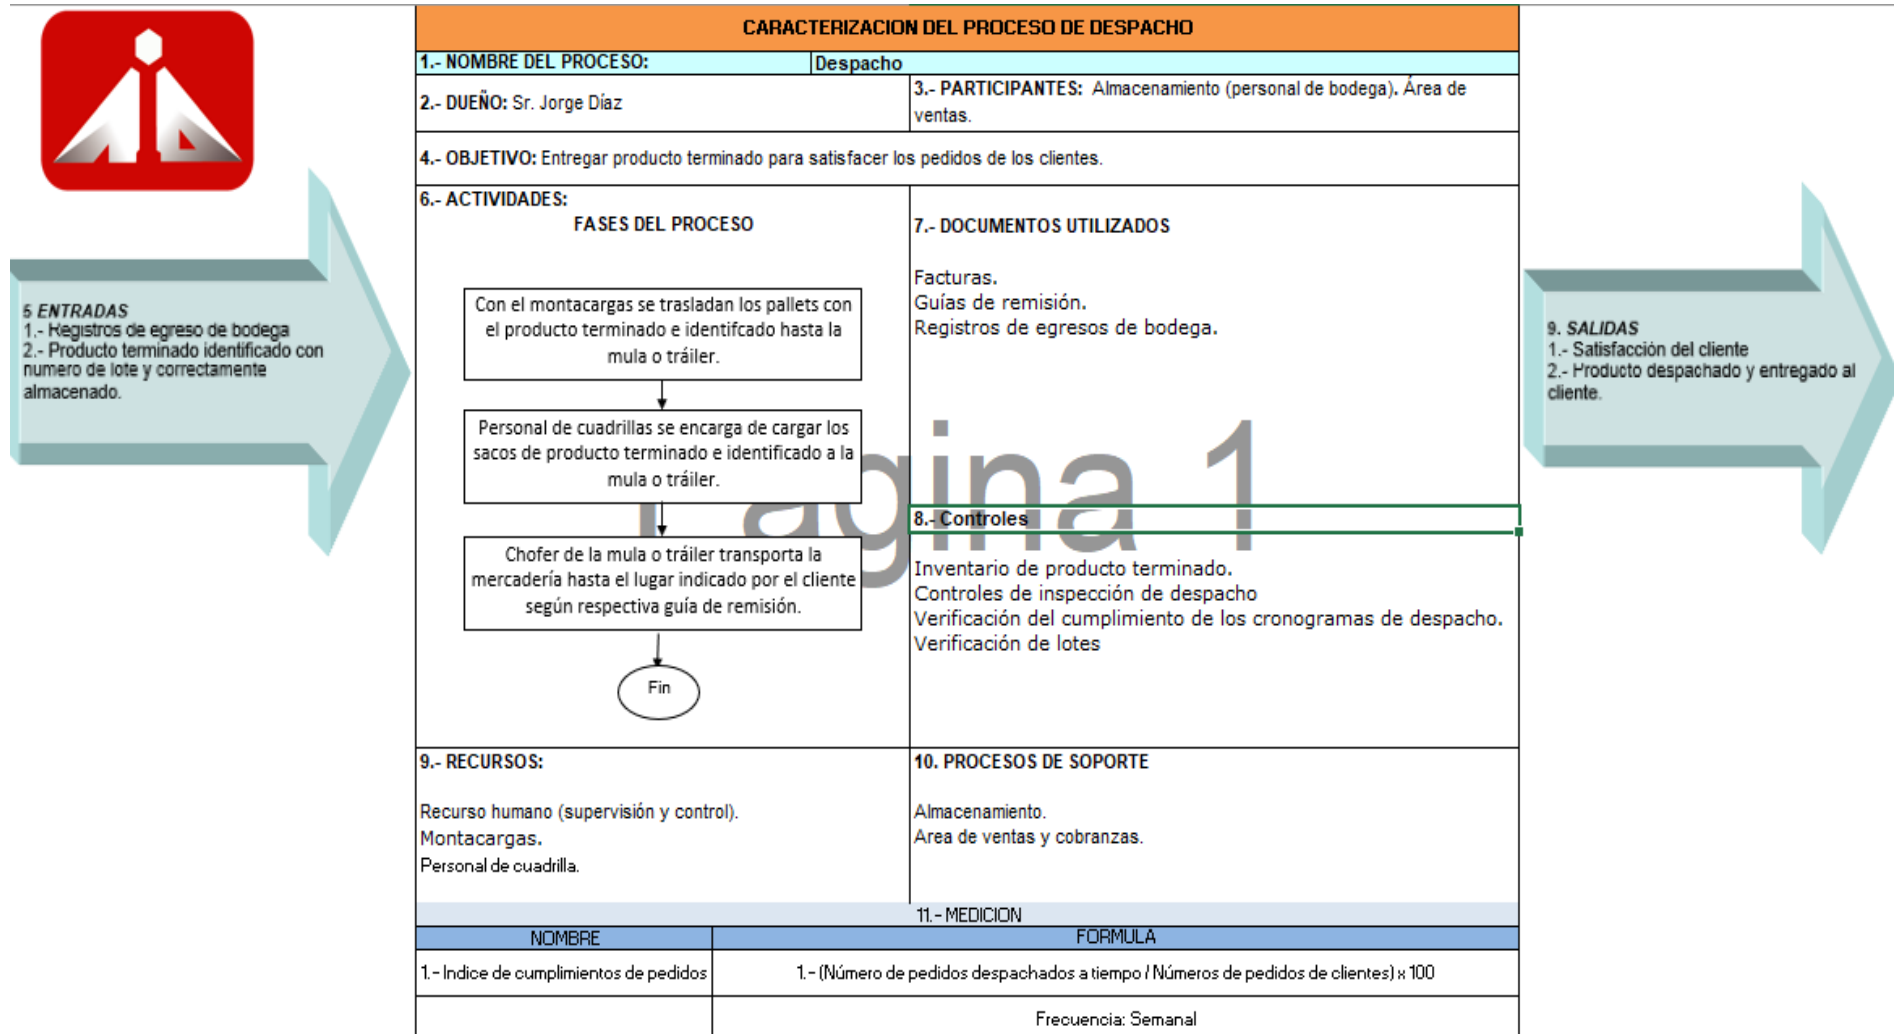 CARACTERIZACION DEL PROCESO DE DESPACHO
1.- NOMBRE DEL PROCESO: Despacho
2.- DUEÑO: Sr. Jorge Díaz
3.- PARTICIPANTES: Almacenamiento (personal de bodega). Área de
ventas.
4.- OBJETIVO: Entregar producto terminado para satisfacer los pedidos de los clientes.
5 ENTRADAS
1.- Registros de egreso de bodega
2.- Producto terminado identificado con
numero de lote y correctamente
almacenado.
6.- ACTIVIDADES:
FASES DEL PROCESO
Con el montacargas se trasladan los pallets con
el producto terminado e identifcado hasta la
mula o tráiler.
Personal de cuadrillas se encarga de cargar los
sacos de producto terminado e identificado a la
mula o tráiler.
Chofer de la mula o tráiler transporta la
mercadería hasta el lugar indicado por el cliente
según respectiva guía de remisión.
Fin
7.- DOCUMENTOS UTILIZADOS
Facturas.
Guías de remisión.
Registros de egresos de bodega.
Página 1
8.- Controles
Inventario de producto terminado.
Controles de inspección de despacho
Verificación del cumplimiento de los cronogramas de despacho.
Verificación de lotes
9. SALIDAS
1.- Satisfacción del cliente
2.- Producto despachado y entregado al
cliente.
9.- RECURSOS:
Recurso humano (supervisión y control).
Montacargas.
Personal de cuadrilla.
10. PROCESOS DE SOPORTE
Almacenamiento.
Area de ventas y cobranzas.
11.- MEDICION
NOMBRE FORMULA
1.- Indice de cumplimientos de pedidos 1.- (Número de pedidos despachados a tiempo / Números de pedidos de clientes) x 100
Frecuencia: Semanal